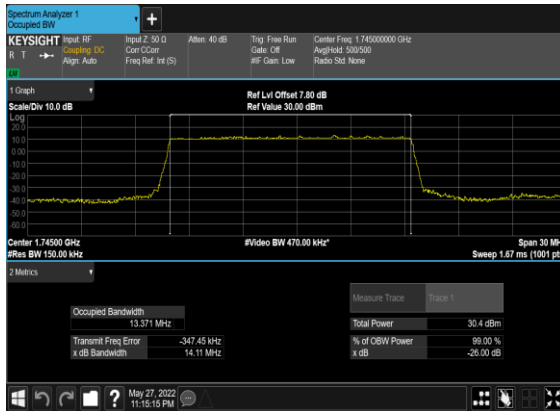 Spectrum Analyzer 1
Occupied BW
KEYSIGHT Input: RF Input Z: 50 Ω Atten: 40 dB Trig: Free Run Center Freq: 1.745000000 GHz
R T Coupling: DC Corr CCorr Gate: Off Avg|Hold: 500/500
Align: Auto Freq Ref: Int (S) #IF Gain: Low Radio Std: None
LXI
1 Graph
Ref Lvl Offset 7.80 dB
Scale/Div 10.0 dB Ref Value 30.00 dBm
Log
20.0
10.0
0.00
-10.0
-20.0
-30.0
-40.0
-50.0
-60.0
Center 1.74500 GHz #Video BW 470.00 kHz* Span 30 MH
#Res BW 150.00 kHz Sweep 1.67 ms (1001 pt
2 Metrics
Measure Trace Trace 1
Occupied Bandwidth
13.371 MHz Total Power 30.4 dBm
Transmit Freq Error -347.45 kHz % of OBW Power 99.00 %
x dB Bandwidth 14.11 MHz x dB -26.00 dB
? May 27, 2022
11:15:15 PM